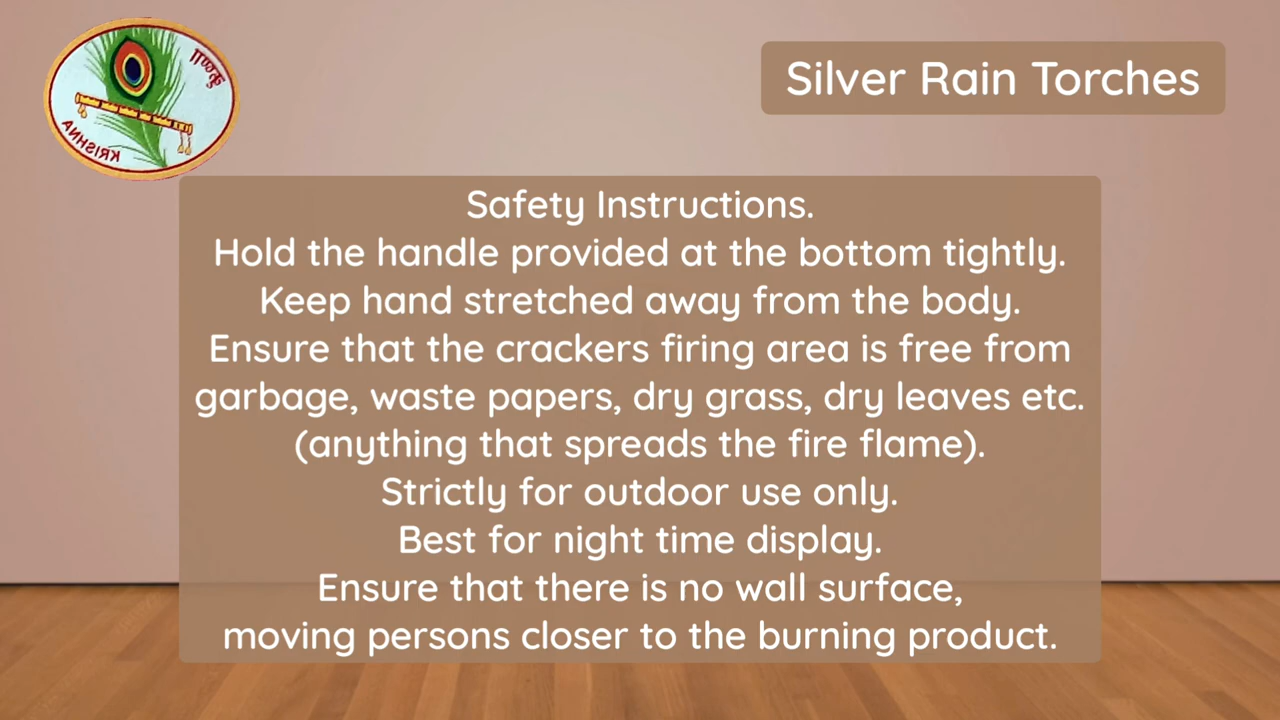 कृष्णा
KRISHNA
Silver Rain Torches
Safety Instructions.
Hold the handle provided at the bottom tightly.
Keep hand stretched away from the body.
Ensure that the crackers firing area is free from
garbage, waste papers, dry grass, dry leaves etc.
(anything that spreads the fire flame).
Strictly for outdoor use only.
Best for night time display.
Ensure that there is no wall surface,
moving persons closer to the burning product.